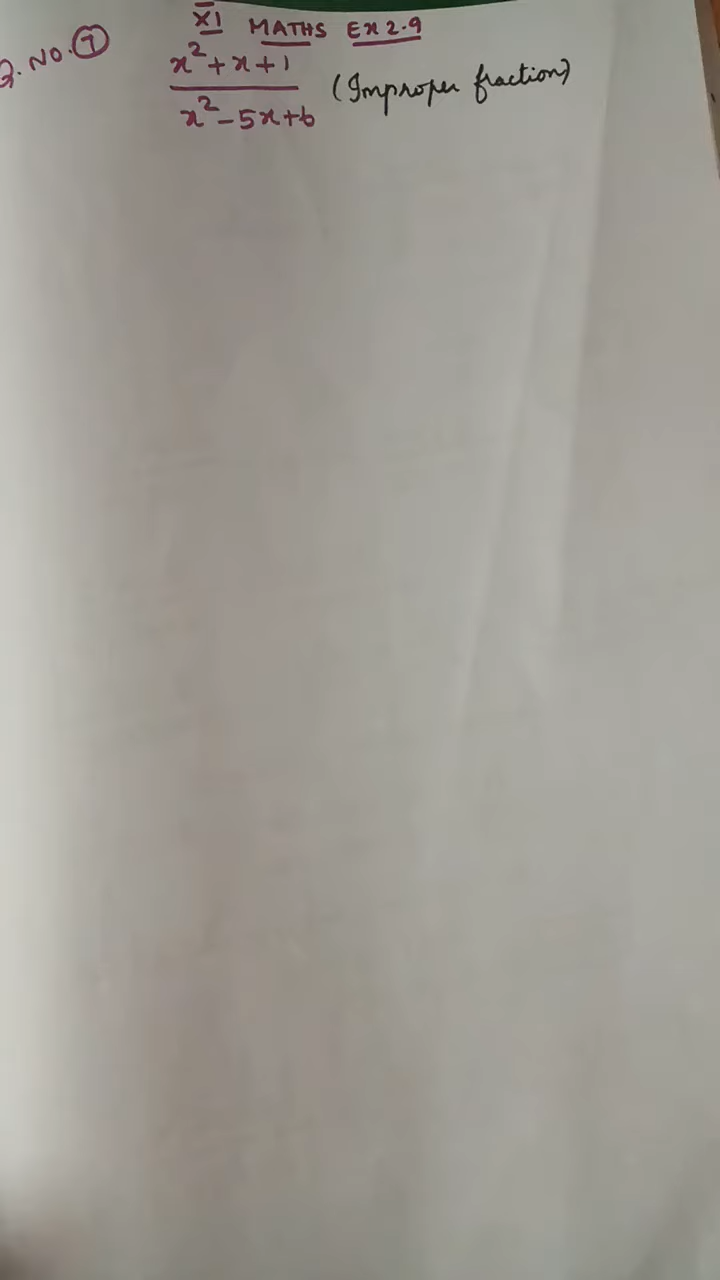 XI MATHS Ex 2.9
Q. NO. 7
x² + x + 1
x² - 5x + 6
(Improper fraction)